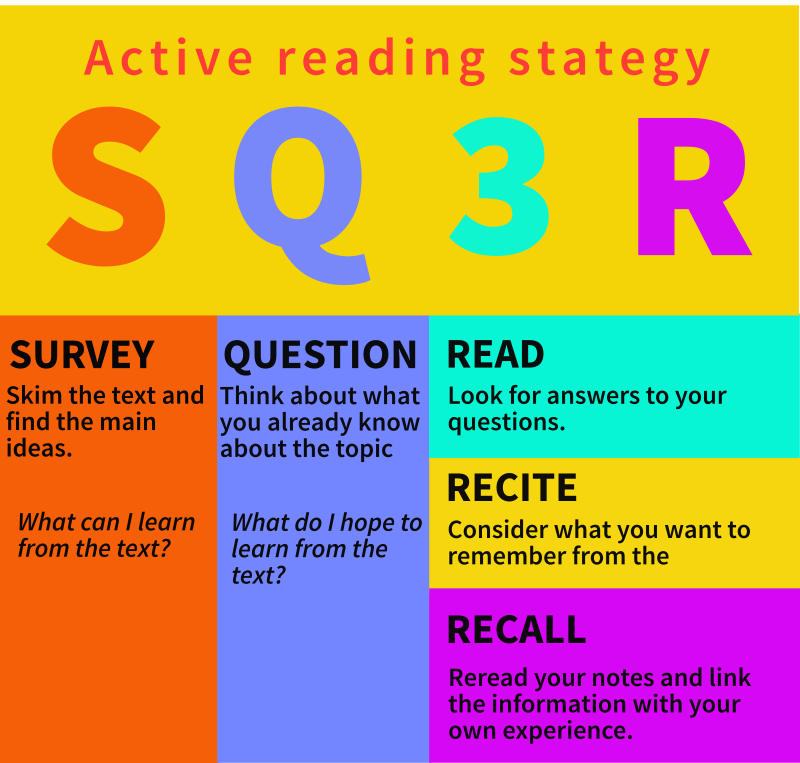 Active reading stategy
S Q 3 R
SURVEY
Skim the text and
find the main
ideas.
What can I learn
from the text?
QUESTION
Think about what
you already know
about the topic
What do I hope to
learn from the
text?
READ
Look for answers to your
questions.
RECITE
Consider what you want to
remember from the
RECALL
Reread your notes and link
the information with your
own experience.